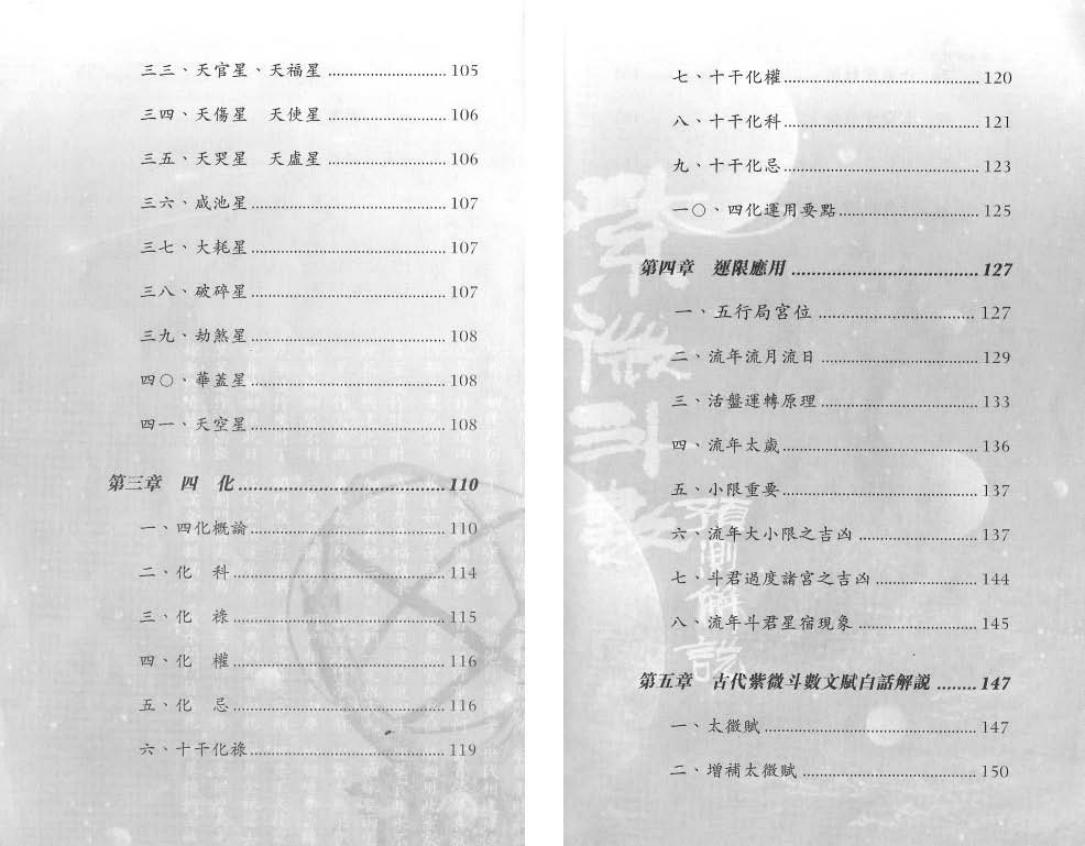 三三、天官星、天福星 ........................... 105
三四、天傷星　天使星 ........................... 106
三五、天哭星　天虛星 ........................... 106
三六、咸池星 ............................................. 107
三七、大耗星 ............................................. 107
三八、破碎星 ............................................. 107
三九、劫煞星 ............................................. 108
四〇、華蓋星 ............................................. 108
四一、天空星 ............................................. 108
第三章　四　化 ......................................... 110
一、四化概論 ............................................. 110
二、化　科 ................................................. 114
三、化　祿 ................................................. 115
四、化　權 ................................................. 116
五、化　忌 ................................................. 116
六、十干化祿 ............................................. 119
七、十干化權 ............................................. 120
八、十干化科 ............................................. 121
九、十干化忌 ............................................. 123
一〇、四化運用要點 ................................ 125
第四章　運限應用 ..................................... 127
一、五行局宮位 .................................... 127
二、流年流月流日 .................................... 129
三、活盤運轉原理 .................................... 133
四、流年太歲 ............................................. 136
五、小限重要 ............................................. 137
六、流年大小限之吉凶 ............................ 137
七、斗君過度諸宮之吉凶 ........................ 144
八、流年斗君星宿現象 ............................ 145
第五章　古代紫微斗數文賦白話解說 ........ 147
一、太微賦 ................................................. 147
二、增補太微賦 ........................................ 150
紫微斗數
預測解說